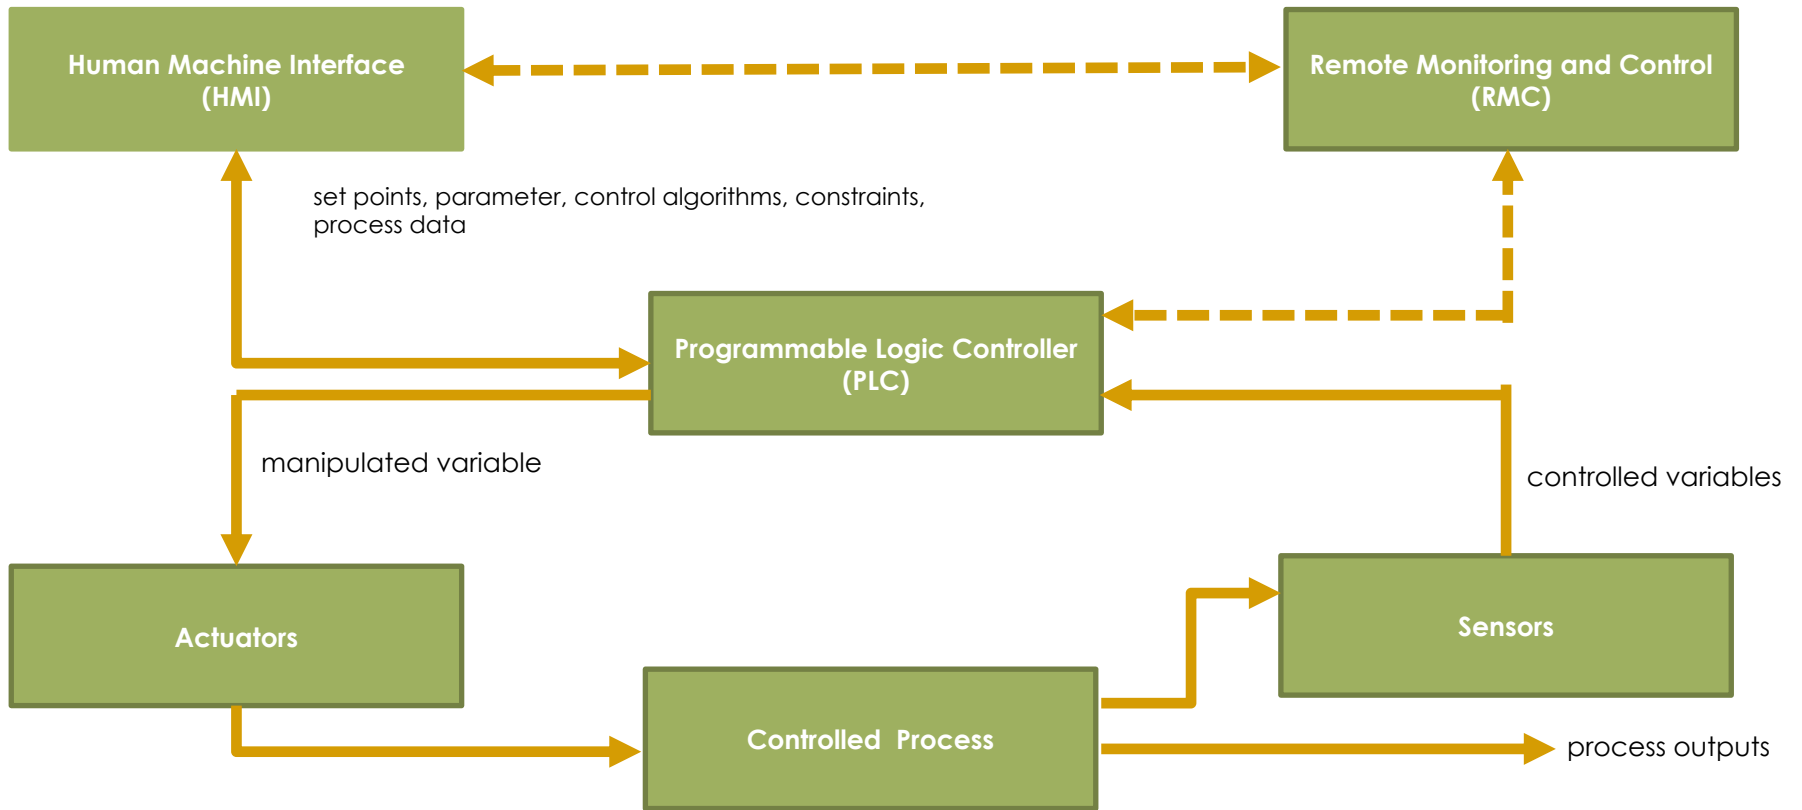 Human Machine Interface
(HMI)
Remote Monitoring and Control
(RMC)
set points, parameter, control algorithms, constraints,
process data
Programmable Logic Controller
(PLC)
manipulated variable
controlled variables
Actuators
Sensors
Controlled Process
process outputs